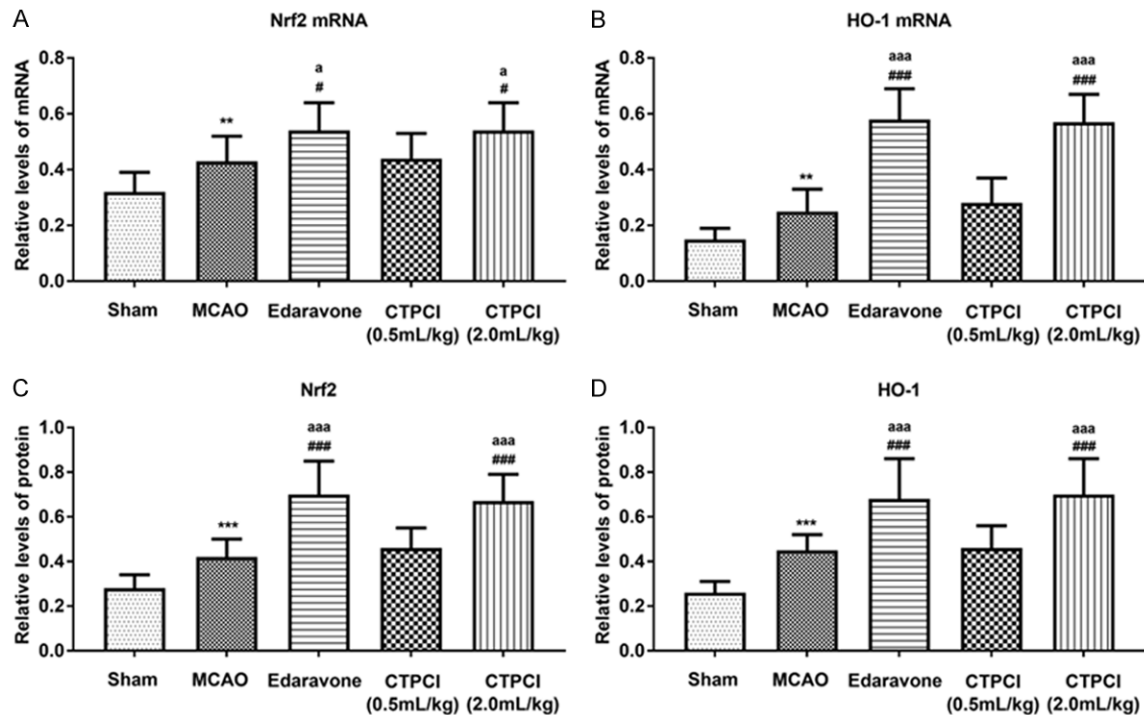 A
Nrf2 mRNA
Relative levels of mRNA
0.8
0.6
0.4
0.2
0.0
**
a
#
a
#
Sham
MCAO
Edaravone
CTPCI
(0.5mL/kg)
CTPCI
(2.0mL/kg)
B
HO-1 mRNA
Relative levels of mRNA
0.8
0.6
0.4
0.2
0.0
**
aaa
###
aaa
###
Sham
MCAO
Edaravone
CTPCI
(0.5mL/kg)
CTPCI
(2.0mL/kg)
C
Nrf2
Relative levels of protein
1.0
0.8
0.6
0.4
0.2
0.0
***
aaa
###
aaa
###
Sham
MCAO
Edaravone
CTPCI
(0.5mL/kg)
CTPCI
(2.0mL/kg)
D
HO-1
Relative levels of protein
1.0
0.8
0.6
0.4
0.2
0.0
***
aaa
###
aaa
###
Sham
MCAO
Edaravone
CTPCI
(0.5mL/kg)
CTPCI
(2.0mL/kg)